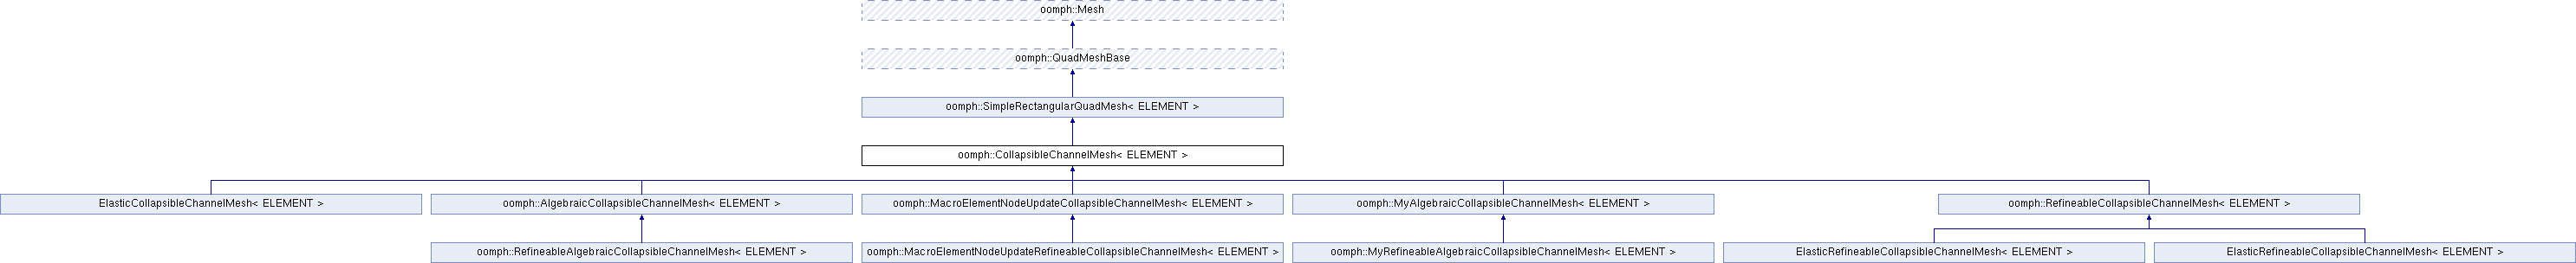 oomph::Mesh
oomph::QuadMeshBase
oomph::SimpleRectangularQuadMesh< ELEMENT >
oomph::CollapsibleChannelMesh< ELEMENT >
ElasticCollapsibleChannelMesh< ELEMENT >
oomph::AlgebraicCollapsibleChannelMesh< ELEMENT >
oomph::MacroElementNodeUpdateCollapsibleChannelMesh< ELEMENT >
oomph::MyAlgebraicCollapsibleChannelMesh< ELEMENT >
oomph::RefineableCollapsibleChannelMesh< ELEMENT >
oomph::RefineableAlgebraicCollapsibleChannelMesh< ELEMENT >
oomph::MacroElementNodeUpdateRefineableCollapsibleChannelMesh< ELEMENT >
oomph::MyRefineableAlgebraicCollapsibleChannelMesh< ELEMENT >
ElasticRefineableCollapsibleChannelMesh< ELEMENT >
ElasticRefineableCollapsibleChannelMesh< ELEMENT >